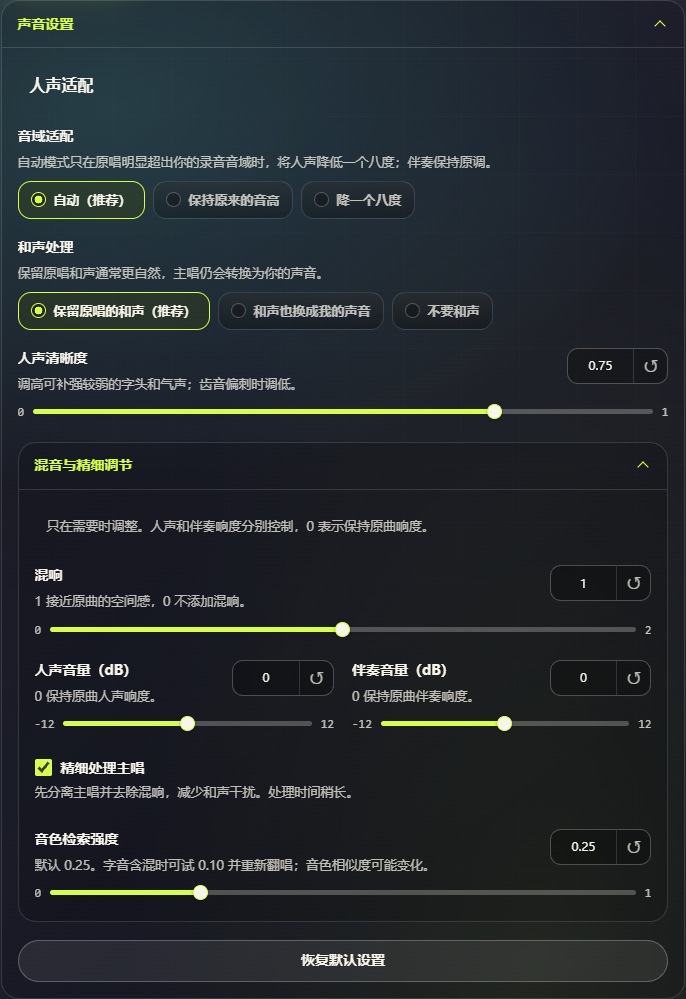 声音设置
人声适配
音域适配
自动模式只在原唱明显超出你的录音音域时，将人声降低一个八度；伴奏保持原调。
自动（推荐） 保持原来的音高 降一个八度
和声处理
保留原唱和声通常更自然，主唱仍会转换为你的声音。
保留原唱的和声（推荐） 和声也换成我的声音 不要和声
人声清晰度 0.75
调高可补强较弱的字头和气声；齿音偏刺时调低。
0 1
混音与精细调节
只在需要时调整。人声和伴奏响度分别控制，0 表示保持原曲响度。
混响 1
1 接近原曲的空间感，0 不添加混响。
0 2
人声音量（dB） 0 伴奏音量（dB） 0
0 保持原曲人声响度。 0 保持原曲伴奏响度。
-12 12 -12 12
精细处理主唱
先分离主唱并去除混响，减少和声干扰。处理时间稍长。
音色检索强度 0.25
默认 0.25。字音含混时可试 0.10 并重新翻唱；音色相似度可能变化。
0 1
恢复默认设置